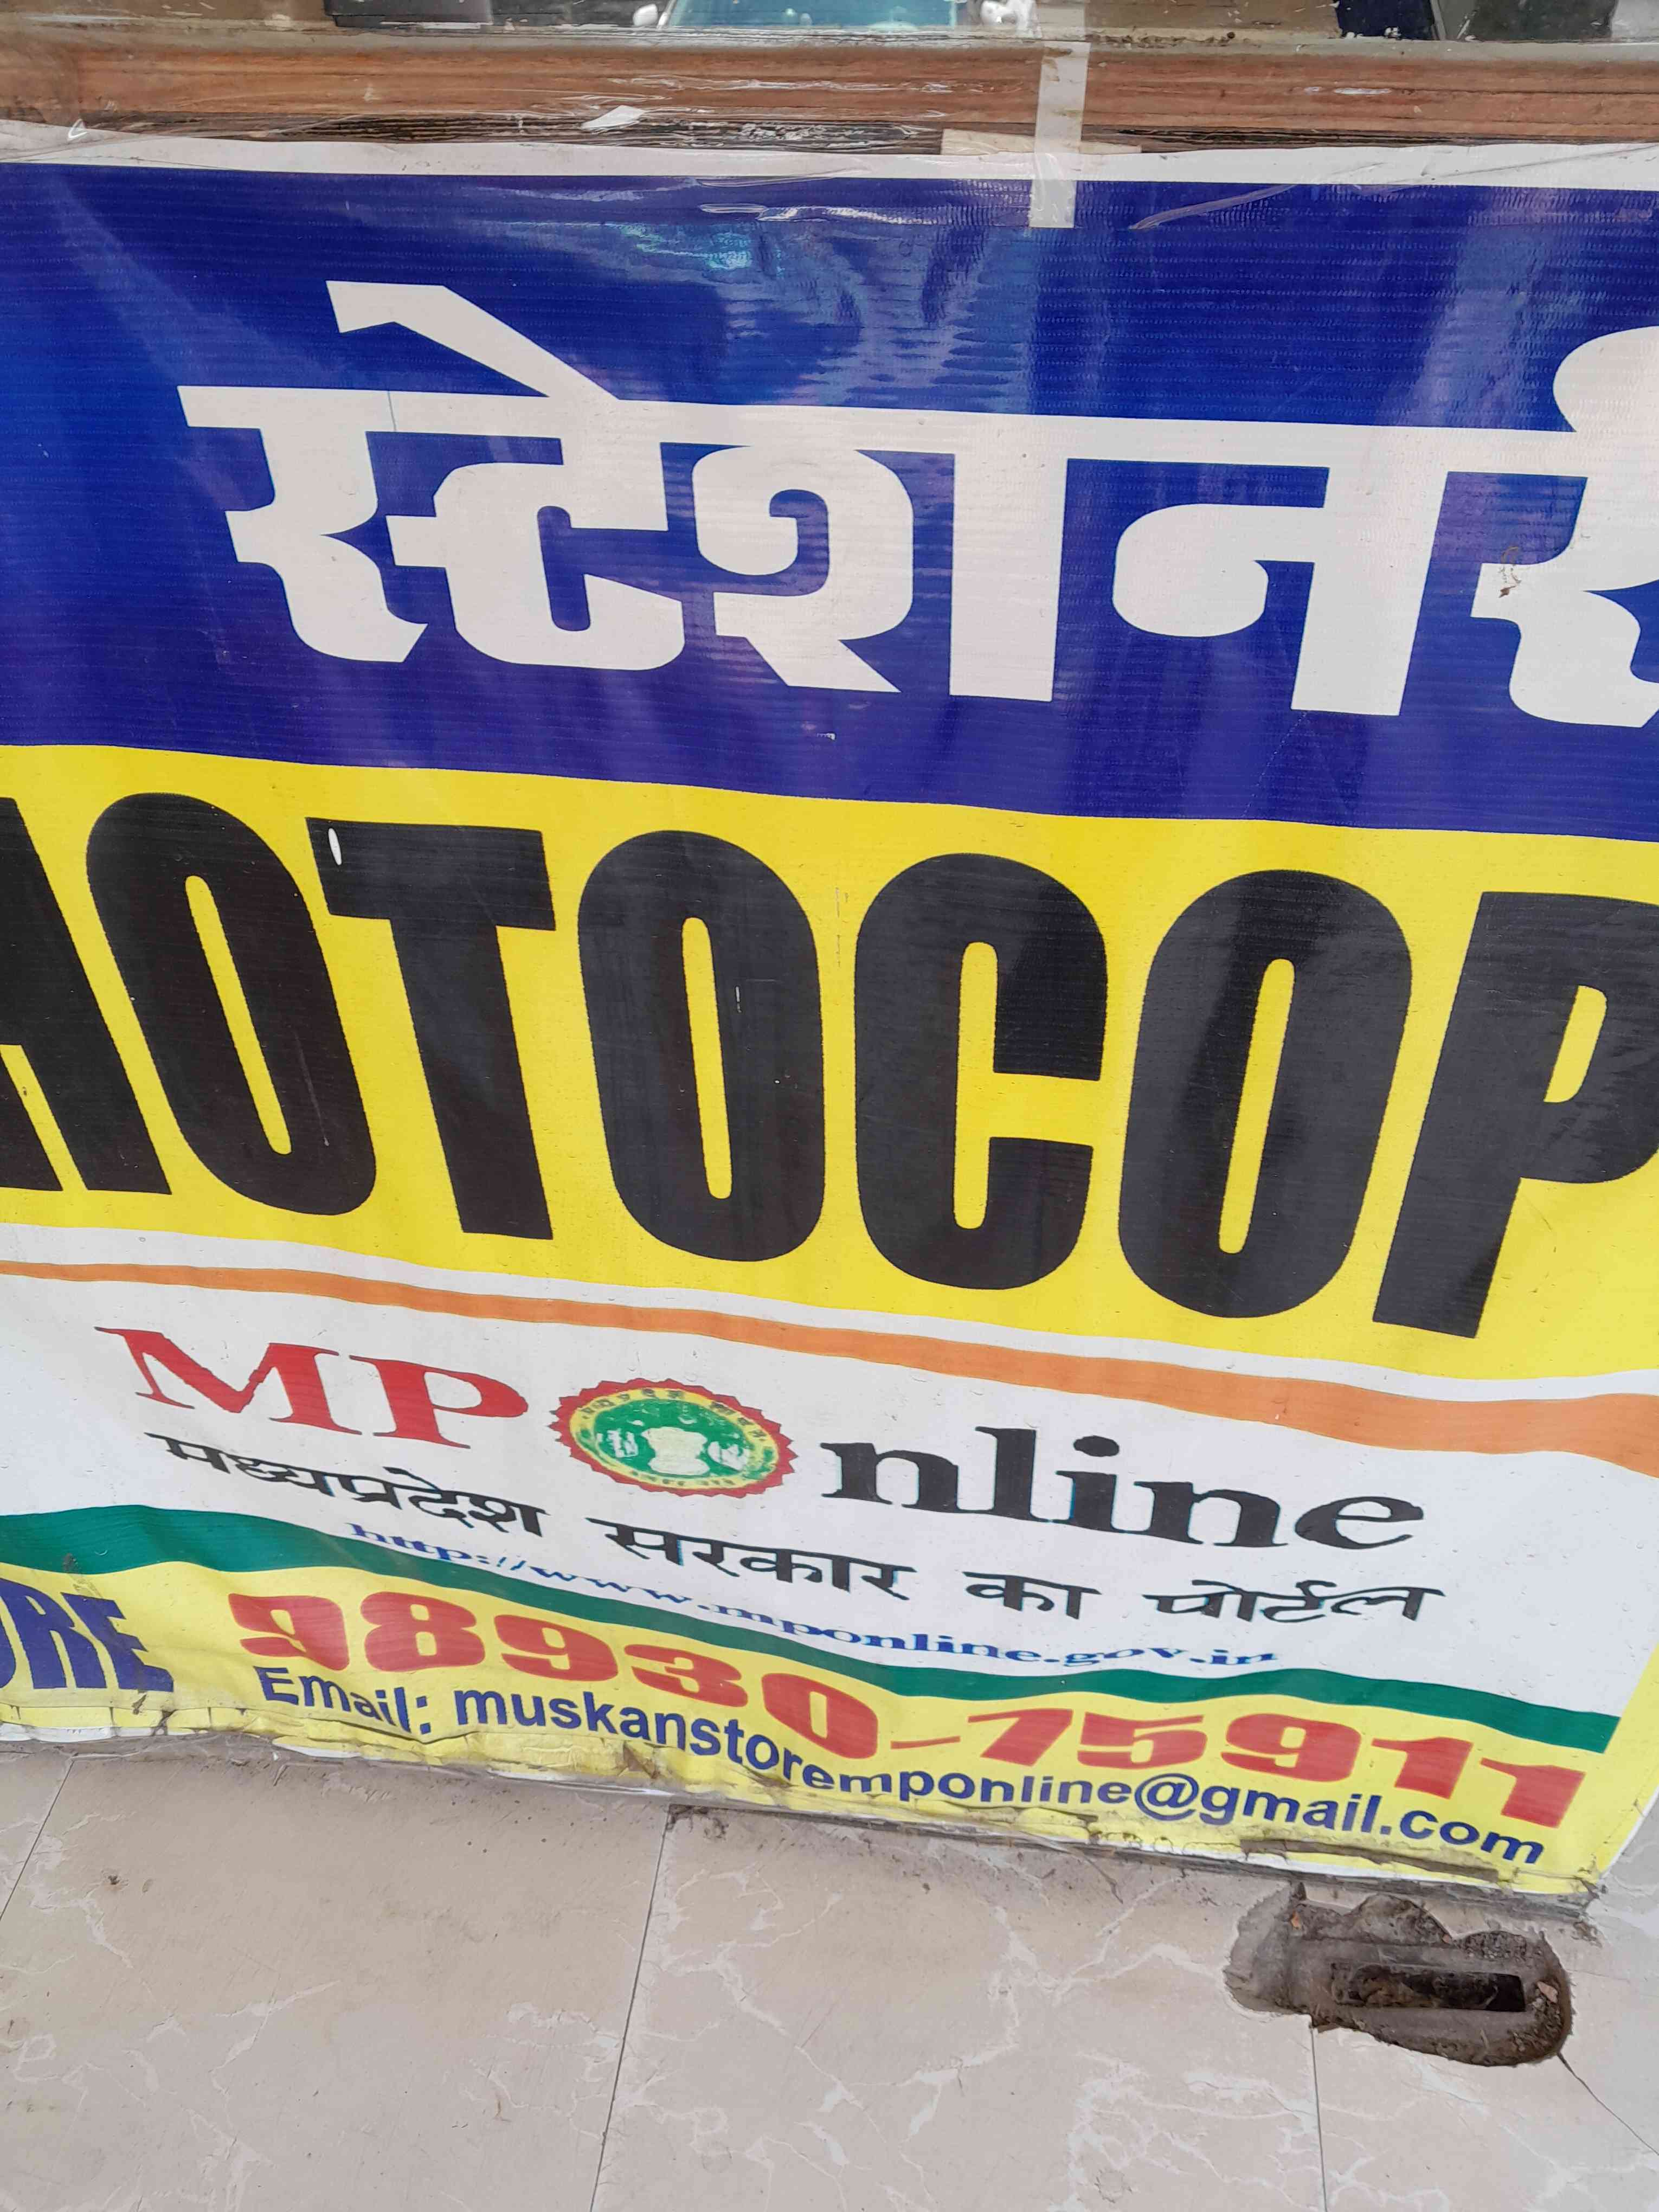 स्टेशनरी
HOTOCOP
MP Online
मध्यप्रदेश सरकार का पोर्टल
http://www.mponline.gov.in
ORE 98930-75911
Email: muskanstoremponline@gmail.com